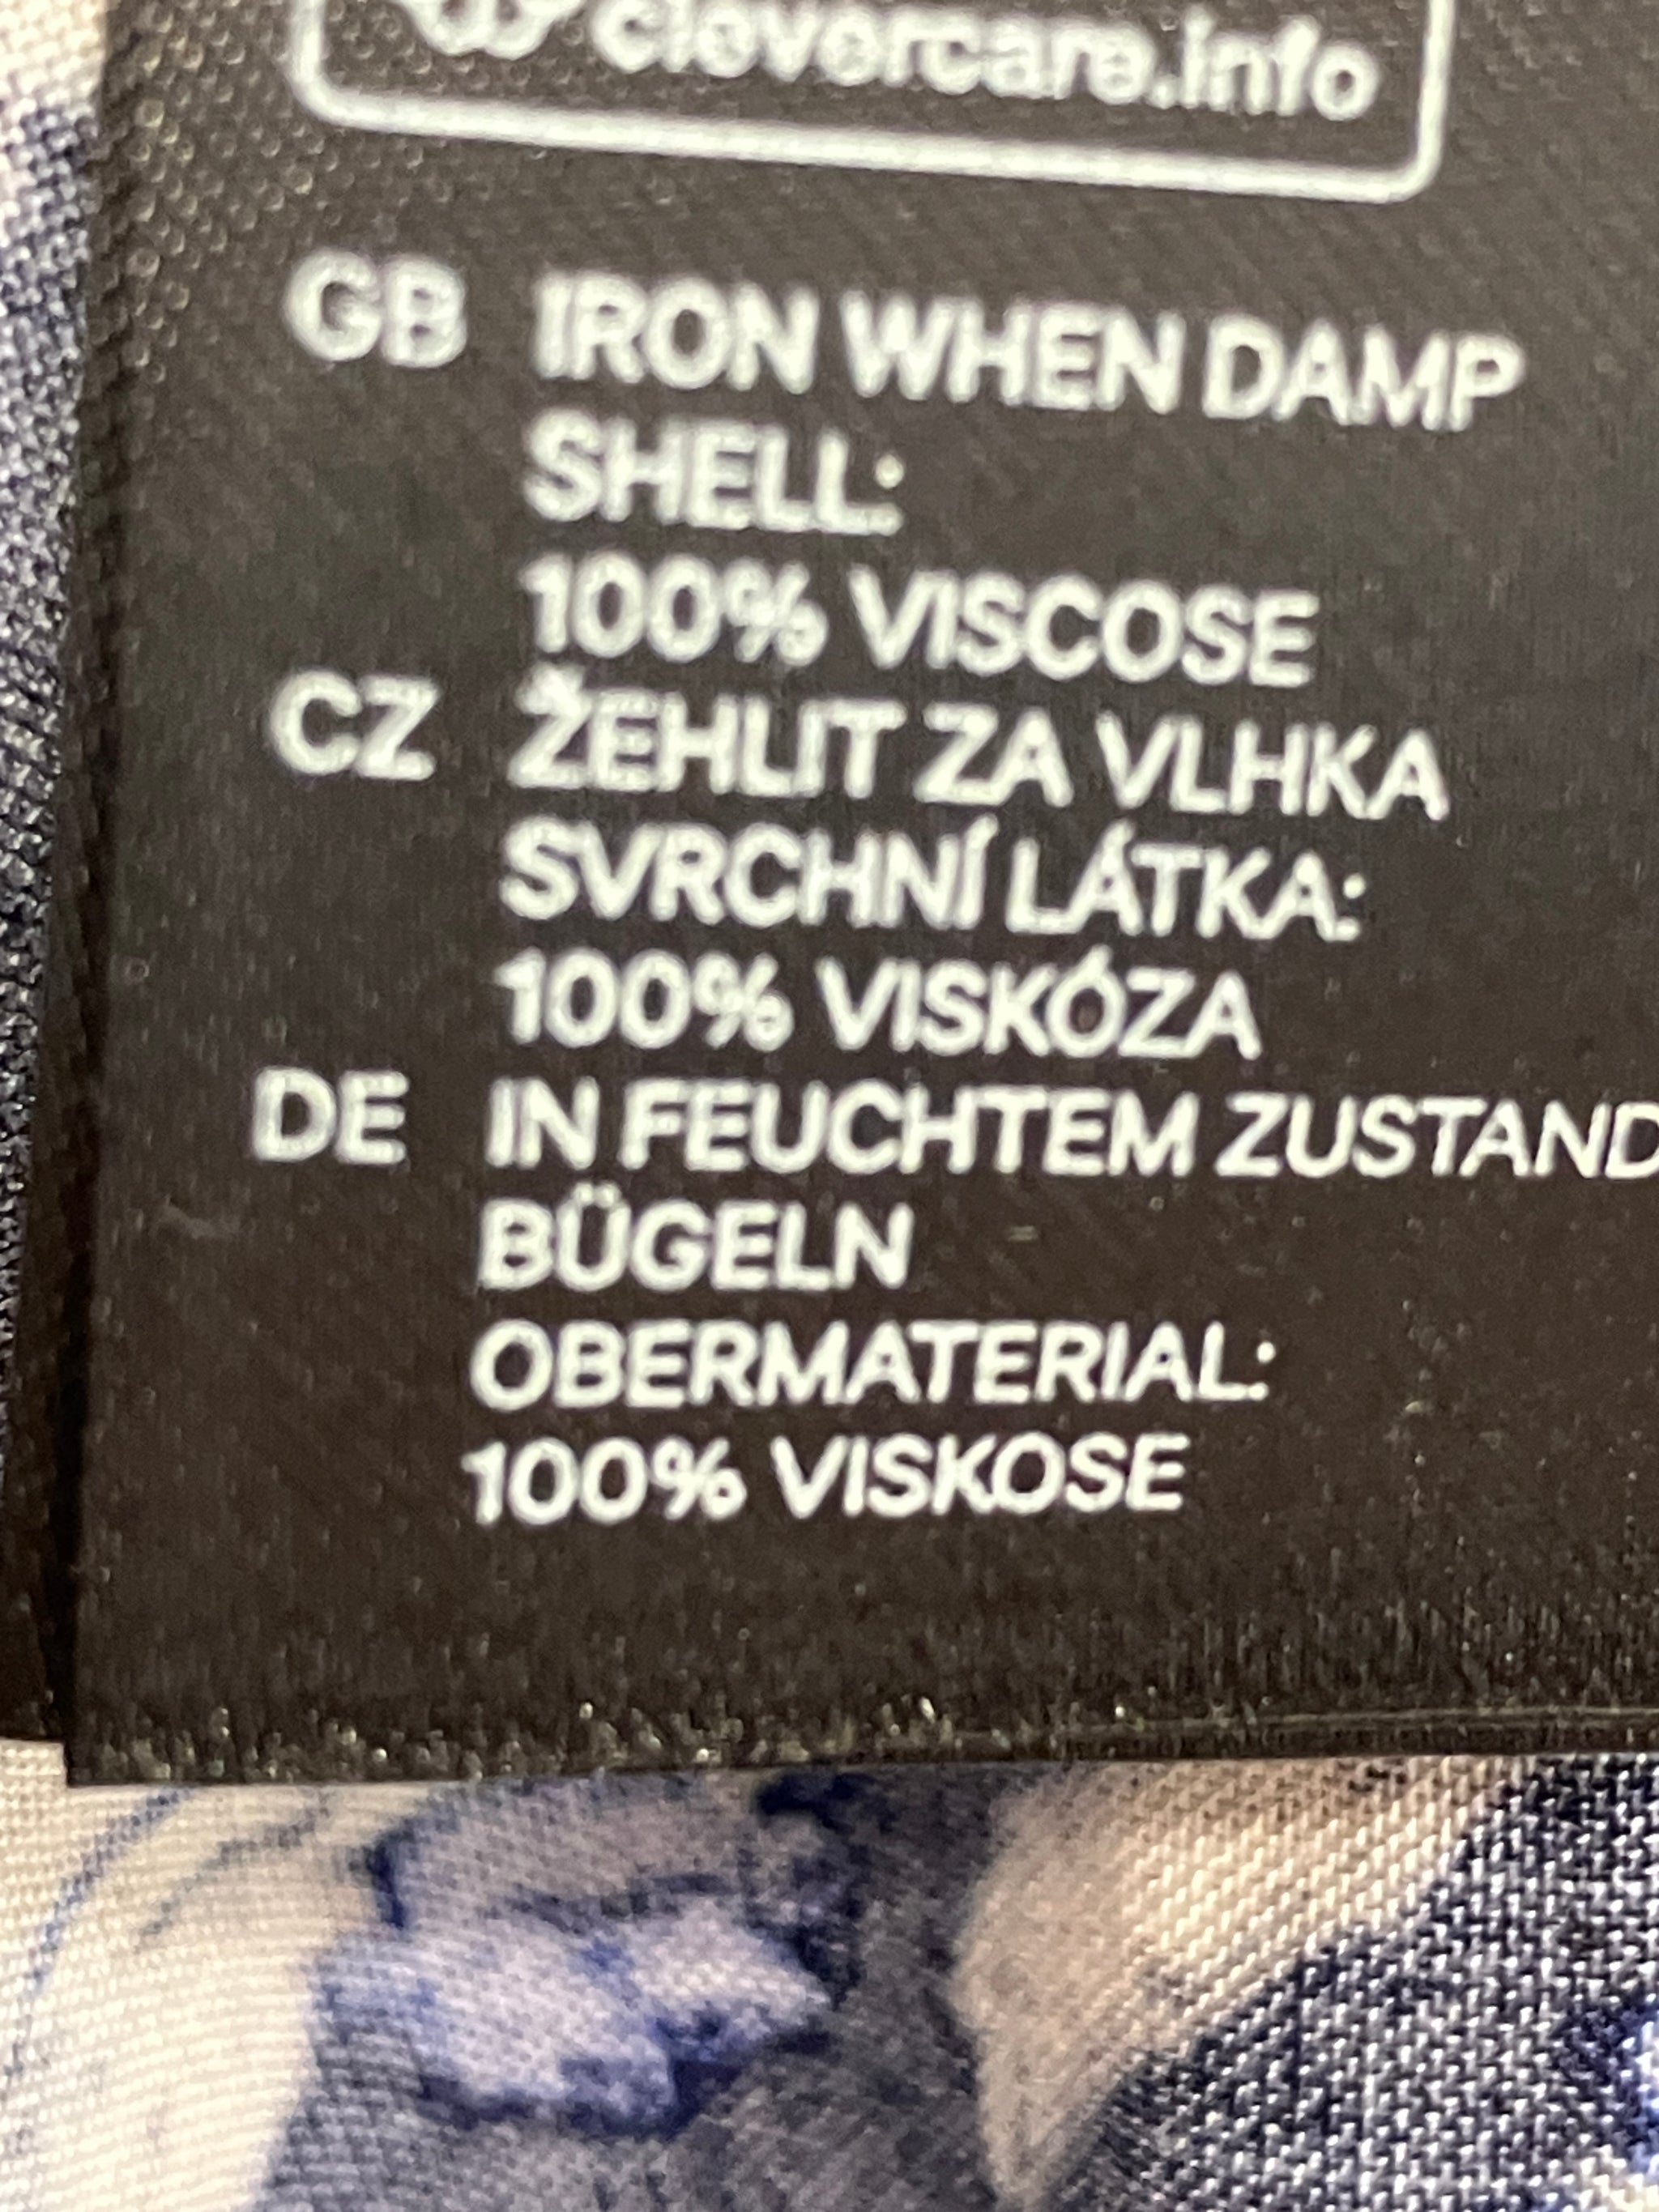 clevercare.info
GB IRON WHEN DAMP
SHELL:
100% VISCOSE
CZ ŽEHLIT ZA VLHKA
SVRCHNÍ LÁTKA:
100% VISKÓZA
DE IN FEUCHTEM ZUSTAND
BÜGELN
OBERMATERIAL:
100% VISKOSE